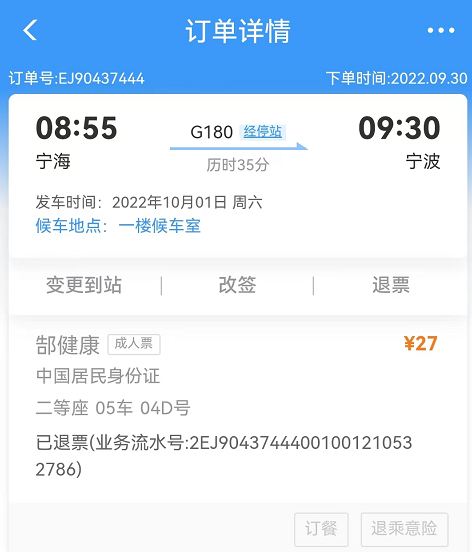 订单详情
订单号:EJ90437444 下单时间:2022.09.30
08:55 G180 经停站 09:30
宁海 历时35分 宁波
发车时间：2022年10月01日 周六
候车地点：一楼候车室
变更到站 | 改签 | 退票
郜健康 成人票 ¥27
中国居民身份证
二等座 05车 04D号
已退票(业务流水号:2EJ9043744400100121053
2786)
订餐 退乘意险